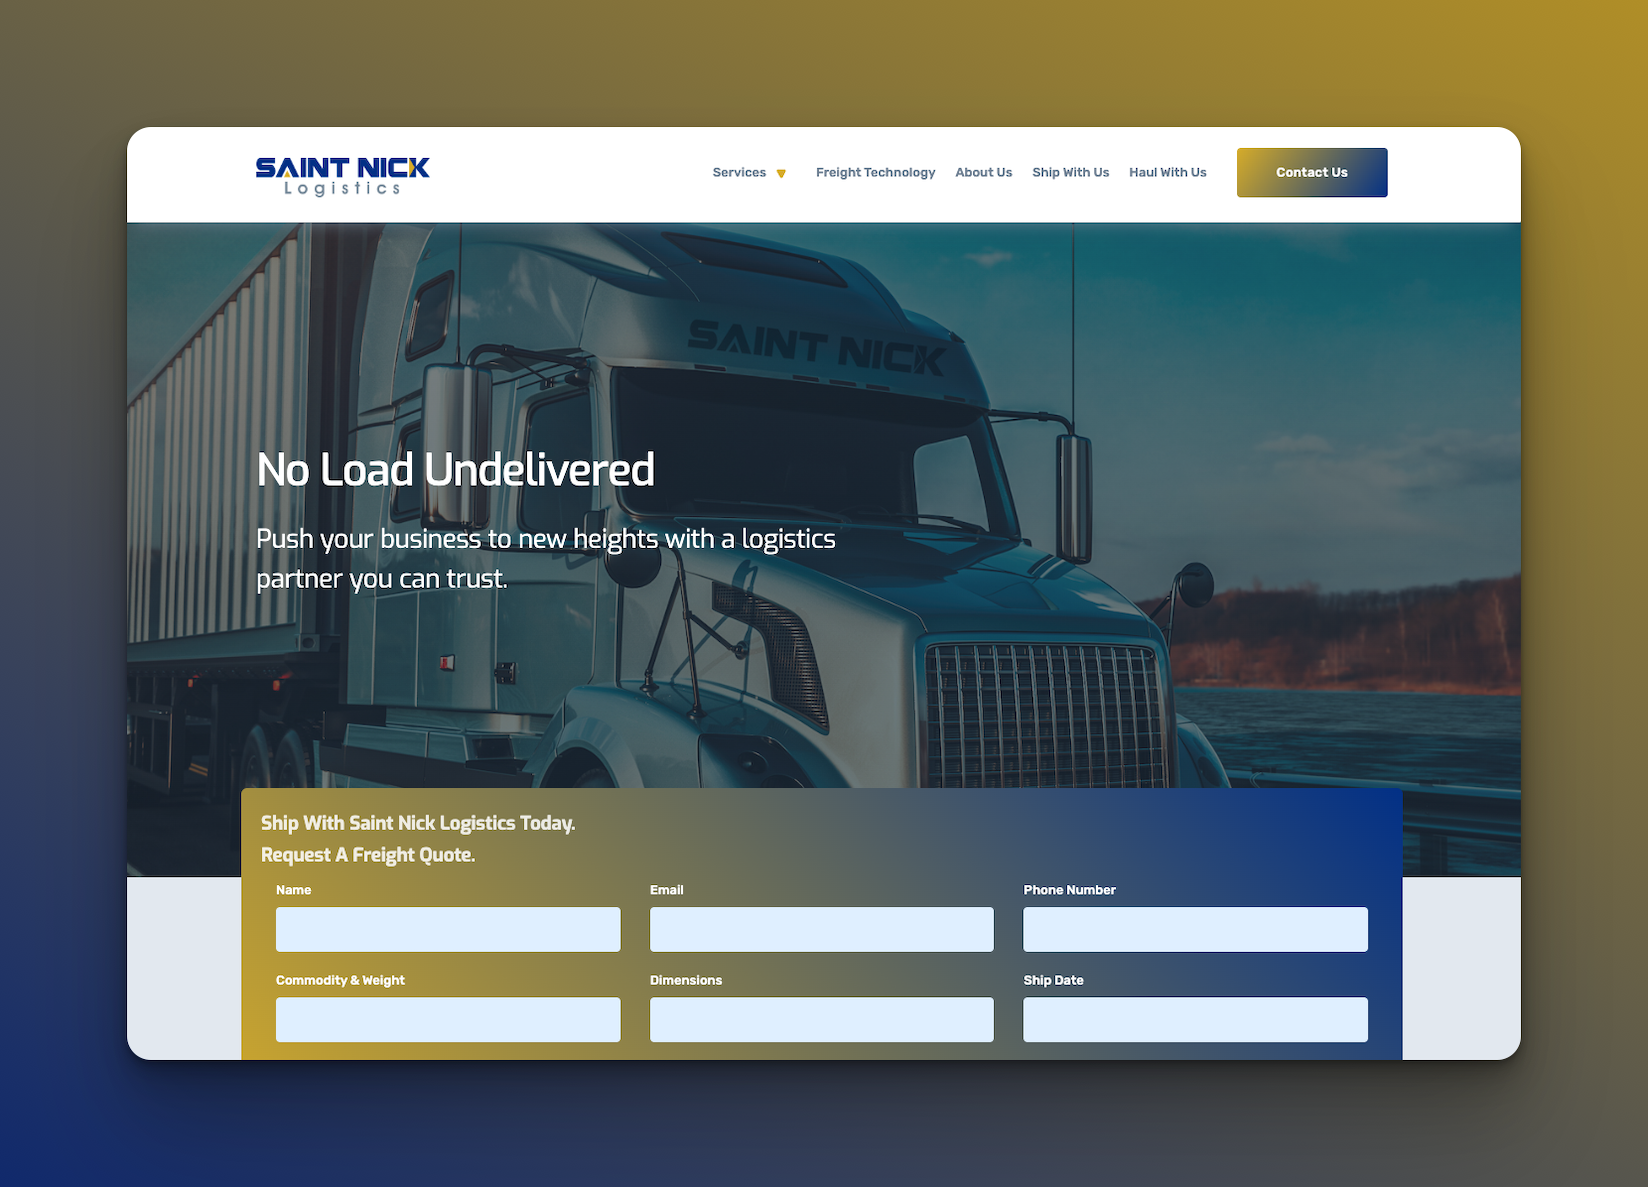 SAINT NICK
Logistics
Services
Freight Technology
About Us
Ship With Us
Haul With Us
Contact Us
SAINT NICK
No Load Undelivered
Push your business to new heights with a logistics
partner you can trust.
Ship With Saint Nick Logistics Today.
Request A Freight Quote.
Name
Email
Phone Number
Commodity & Weight
Dimensions
Ship Date